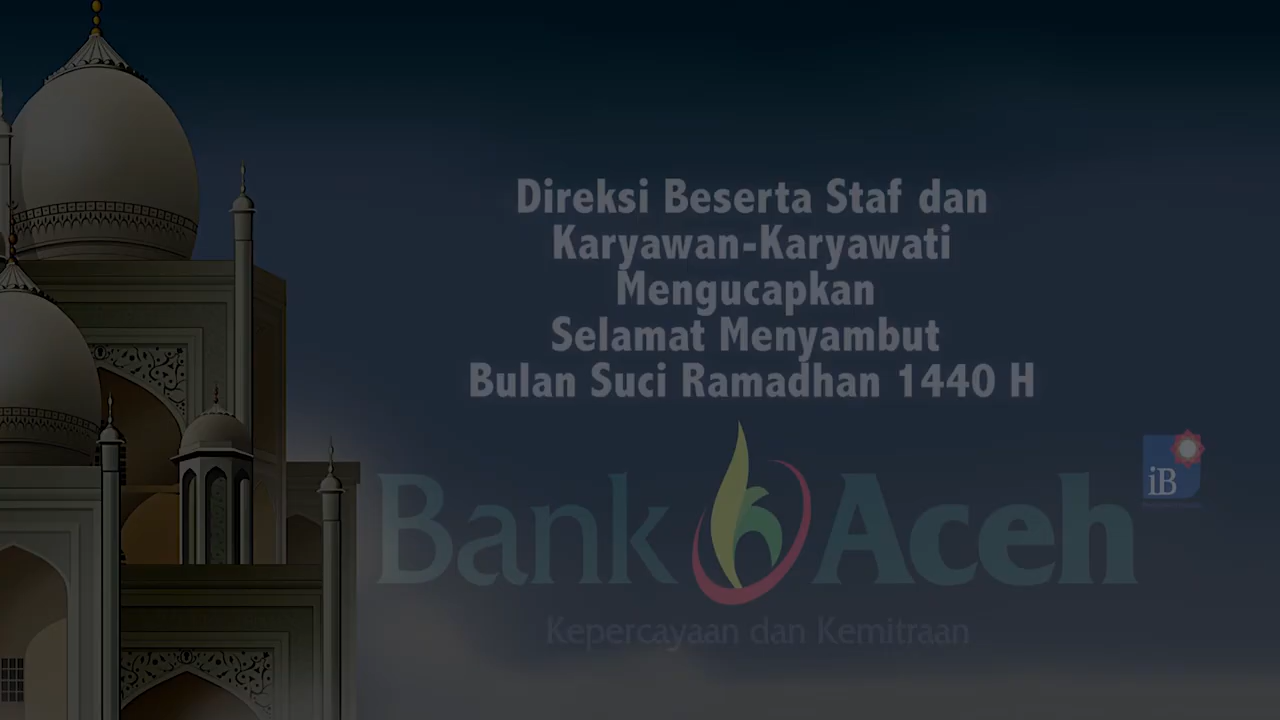 Direksi Beserta Staf dan
Karyawan-Karyawati
Mengucapkan
Selamat Menyambut
Bulan Suci Ramadhan 1440 H
Bank Aceh
iB
Kepercayaan dan Kemitraan